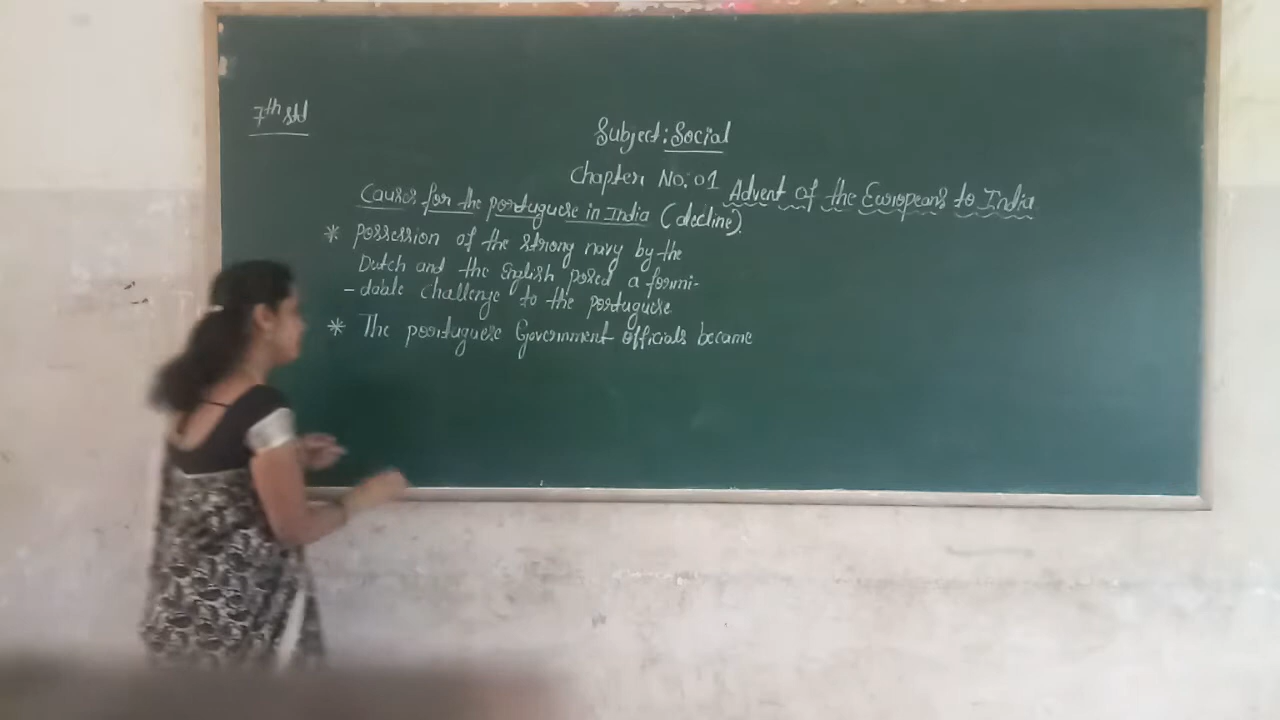 7th std
Subject: Social
Chapter No: 01 Advent of the Europeans to India
Causes for the portuguese in India (decline).
* possession of the strong navy by the
Dutch and the English posed a formi-
-dable challenge to the portuguese
* The portuguese Government officials became